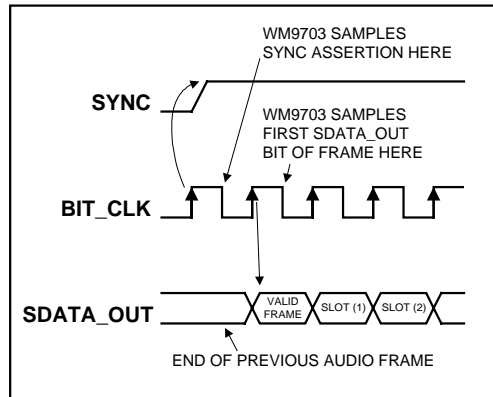 WM9703 SAMPLES
SYNC ASSERTION HERE
SYNC
WM9703 SAMPLES
FIRST SDATA_OUT
BIT OF FRAME HERE
BIT_CLK
SDATA_OUT
VALID
FRAME
SLOT (1)
SLOT (2)
END OF PREVIOUS AUDIO FRAME